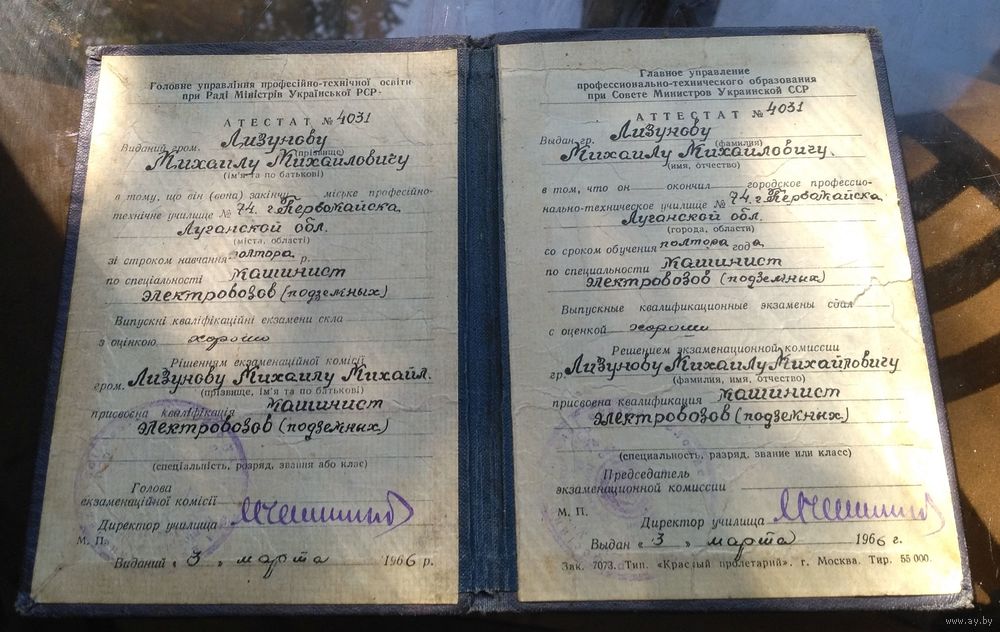 Головне управління професійно-технічної освіти
при Раді Міністрів Української РСР
АТЕСТАТ № 4031
Виданий гром. Лизунову
(прізвище)
Михаилу Михайловичу
(ім'я та по батькові)
в тому, що він (вона) закінчи міське професійно-
технічне училище № 74, г. Первомайска
Луганской обл.
(міста, області)
зі строком навчання полтора р.
по спеціальності машинист
электровозов (подземных)
Випускні кваліфікаційні екзамени скла
з оцінкою хорошо
Рішенням екзаменаційної комісії
гром. Лизунову Михаилу Михайл.
(прізвище, ім'я та по батькові)
присвоєна кваліфікація машинист
электровозов (подземных)
(спеціальність, розряд, звання або клас)
Голова
екзаменаційної комісії
Директор училища
М. П.
Виданий « 3 » марта 1966 р.
Главное управление
профессионально-технического образования
при Совете Министров Украинской ССР
АТТЕСТАТ № 4031
Выдан гр. Лизунову
(фамилия)
Михаилу Михайловичу.
(имя, отчество)
в том, что он окончил городское профессио-
нально-техническое училище № 74, г. Первомайска
Луганской обл.
(города, области)
со сроком обучения полтора года
по специальности машинист
электровозов (подземных)
Выпускные квалификационные экзамены сдал
с оценкой хорошо
Решением экзаменационной комиссии
гр. Лизунову Михаилу Михайловичу
(фамилия, имя, отчество)
присвоена квалификация машинист
электровозов (подземных)
(специальность, разряд, звание или класс)
Председатель
экзаменационной комиссии
М. П.
Директор училища
Выдан « 3 » марта 1966 г.
Зак. 7073. Тип. «Красный пролетарий». г. Москва. Тир. 55 000.
www.ay.by